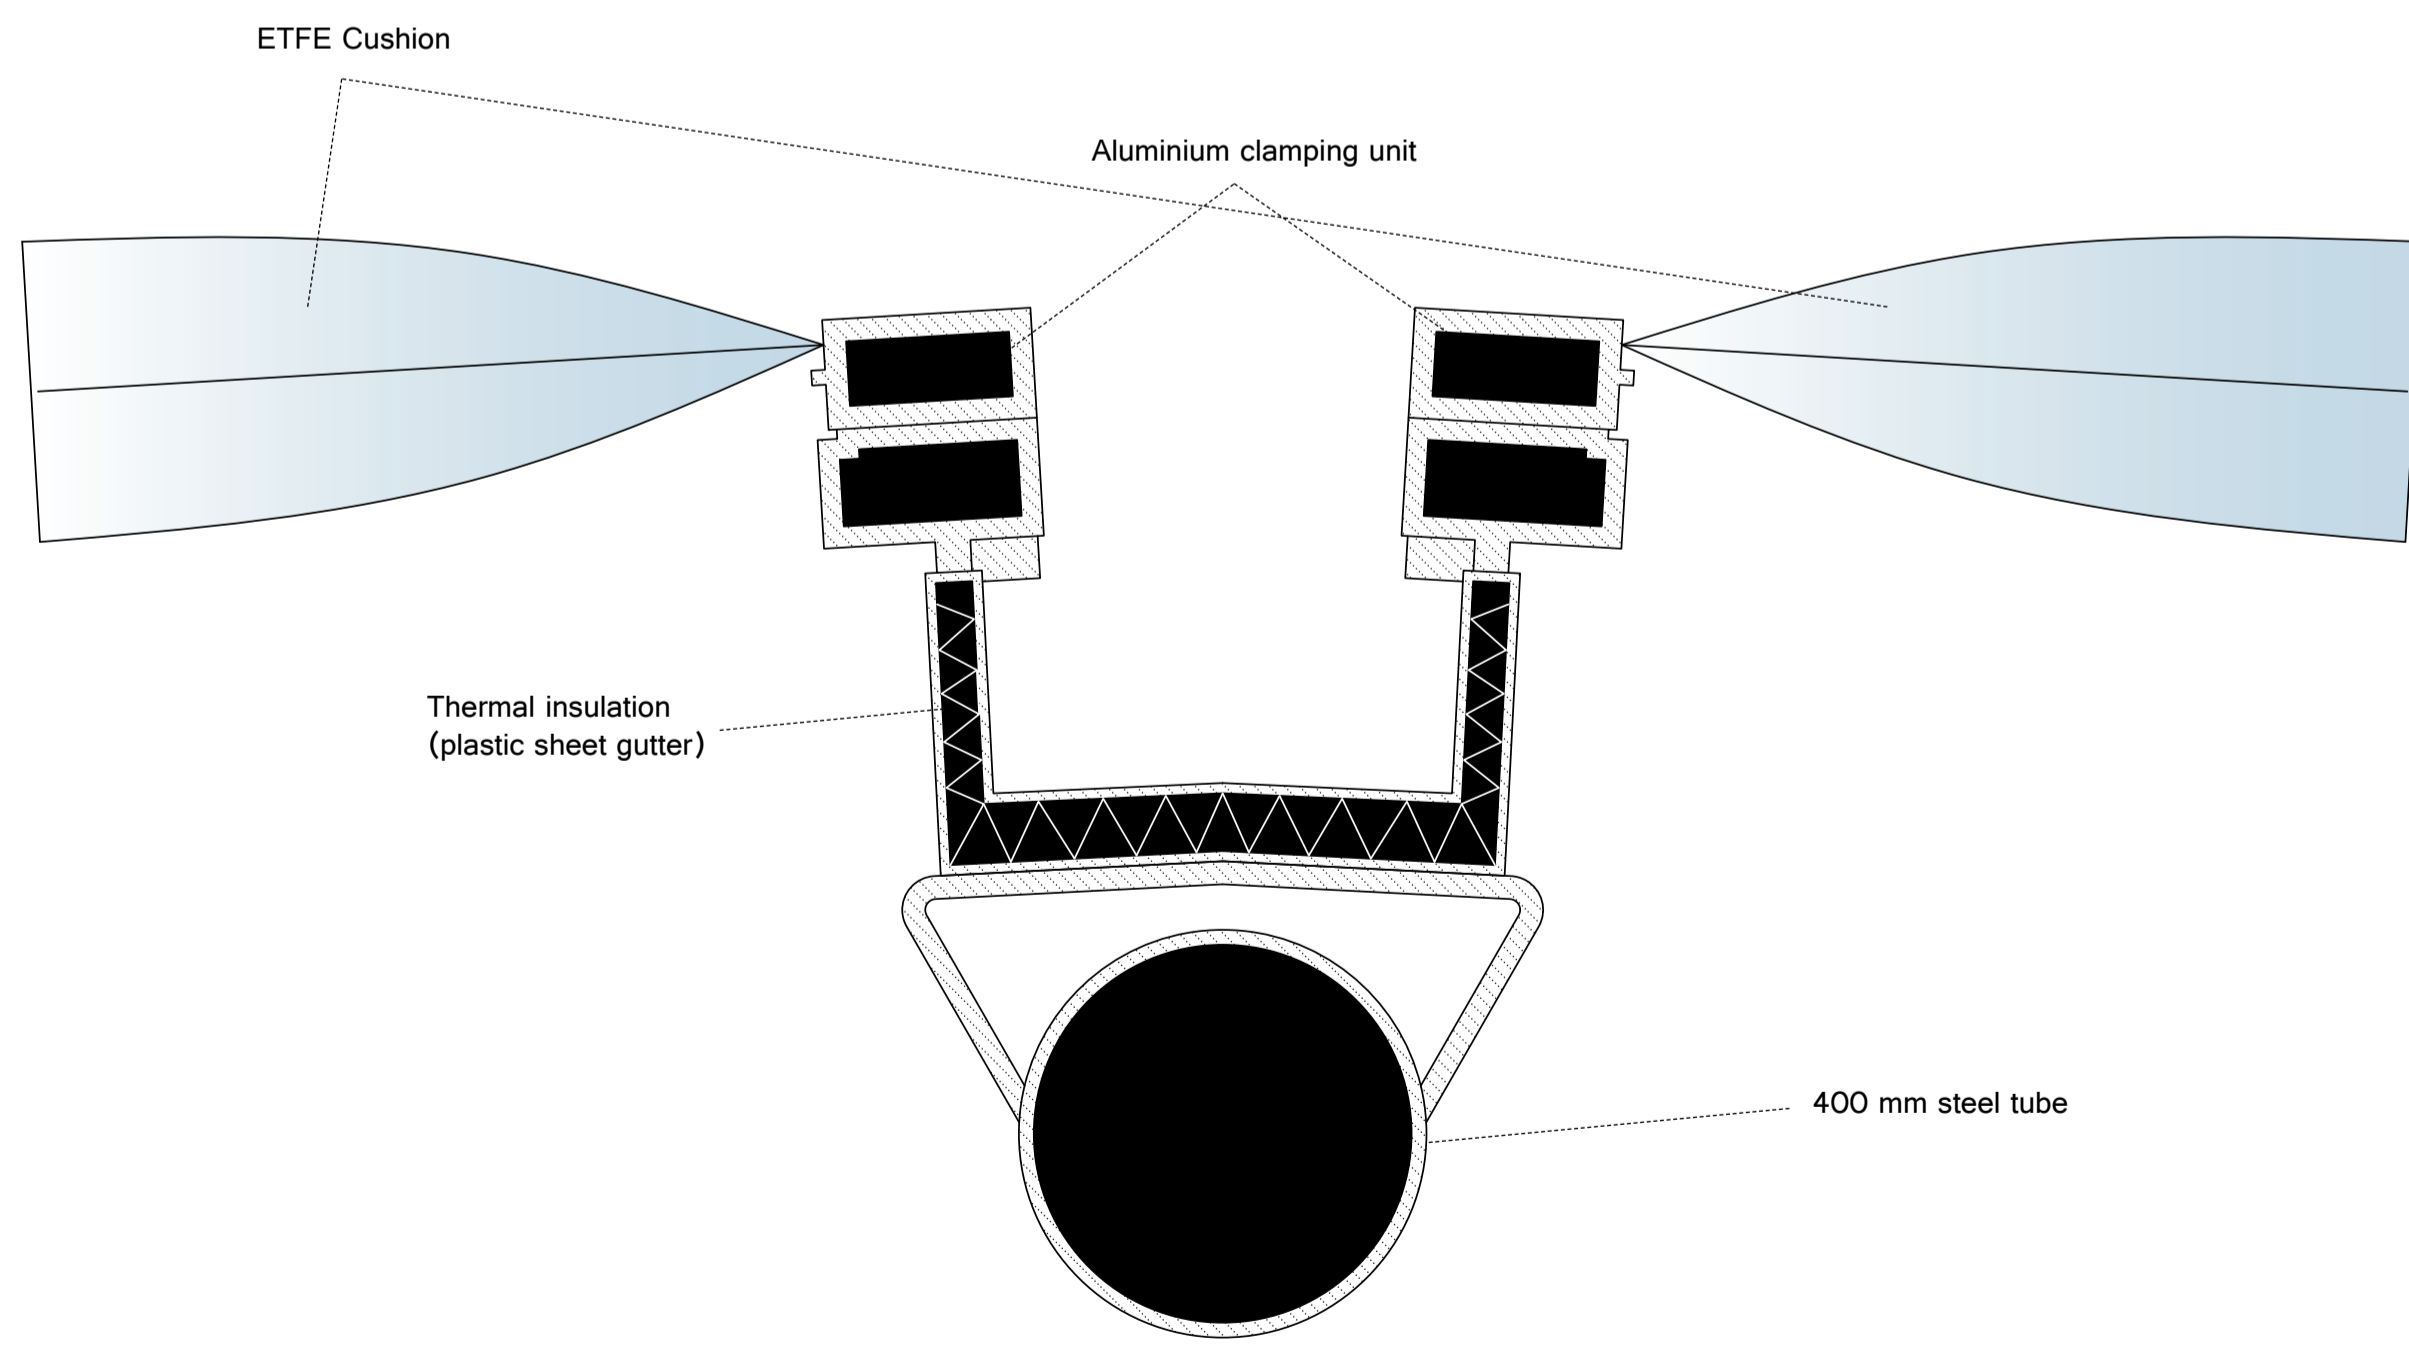 ETFE Cushion
Aluminium clamping unit
Thermal insulation
(plastic sheet gutter)
400 mm steel tube